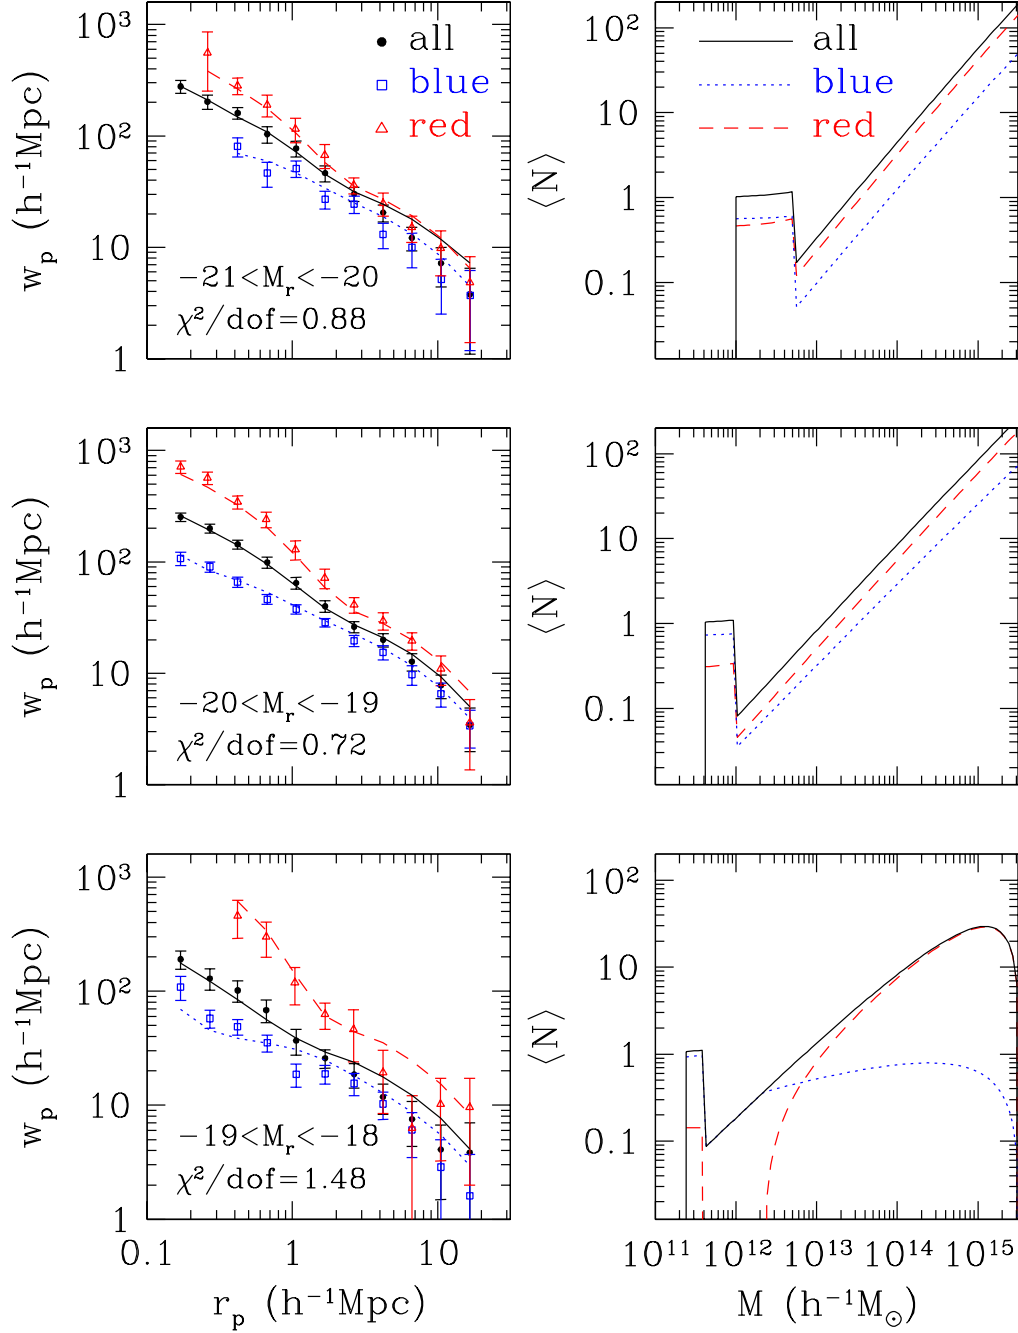 10³
10²
10
1
w_p (h⁻¹Mpc)
all
blue
red
−21<M_r<−20
χ²/dof=0.88
10²
10
1
0.1
⟨N⟩
all
blue
red
10³
10²
10
1
w_p (h⁻¹Mpc)
−20<M_r<−19
χ²/dof=0.72
10²
10
1
0.1
⟨N⟩
10³
10²
10
1
w_p (h⁻¹Mpc)
−19<M_r<−18
χ²/dof=1.48
0.1 1 10
r_p (h⁻¹Mpc)
10²
10
1
0.1
⟨N⟩
10¹¹ 10¹² 10¹³ 10¹⁴ 10¹⁵
M (h⁻¹M_⊙)